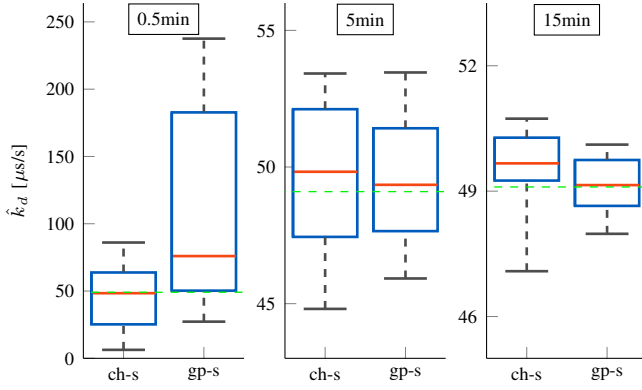 0.5min
5min
15min
k̂_d [µs/s]
250
200
150
100
50
0
ch-s
gp-s
55
50
45
ch-s
gp-s
52
49
46
ch-s
gp-s